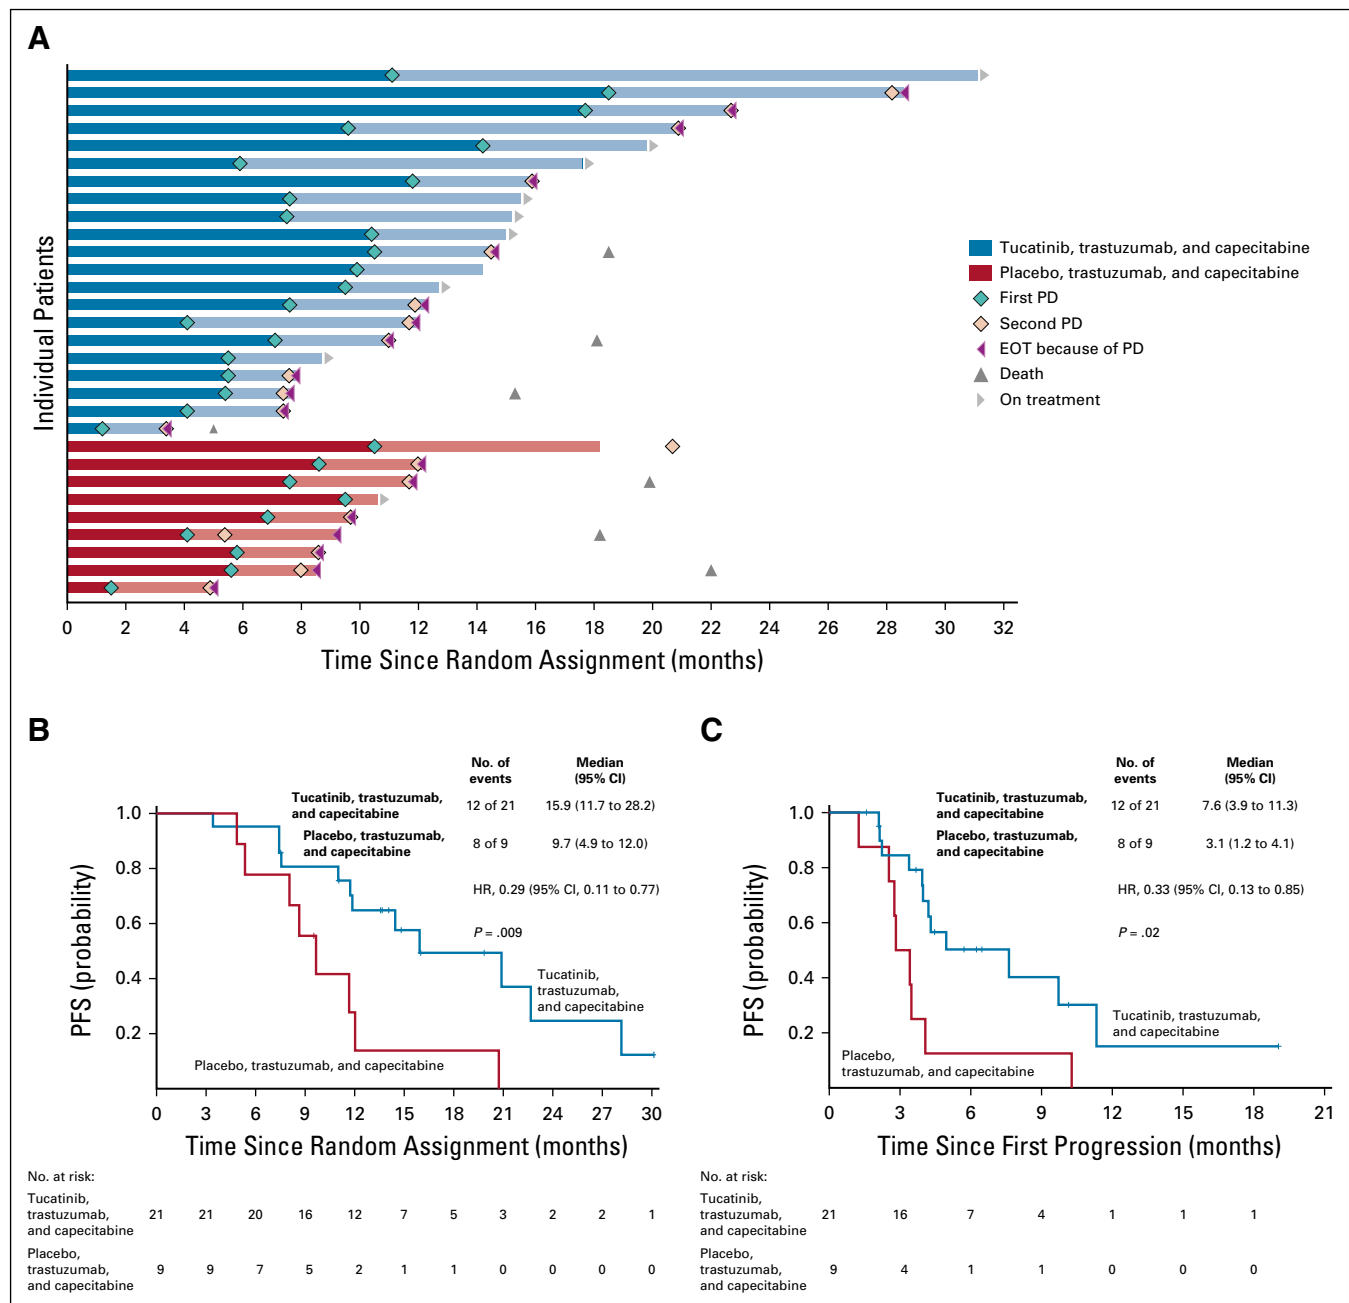 A
Individual Patients
Tucatinib, trastuzumab, and capecitabine
Placebo, trastuzumab, and capecitabine
First PD
Second PD
EOT because of PD
Death
On treatment
0 2 4 6 8 10 12 14 16 18 20 22 24 26 28 30 32
Time Since Random Assignment (months)
B
No. of
events
Median
(95% CI)
Tucatinib, trastuzumab,
and capecitabine
12 of 21
15.9 (11.7 to 28.2)
Placebo, trastuzumab,
and capecitabine
8 of 9
9.7 (4.9 to 12.0)
HR, 0.29 (95% CI, 0.11 to 0.77)
P = .009
PFS (probability)
1.0
0.8
0.6
0.4
0.2
Tucatinib,
trastuzumab,
and capecitabine
Placebo, trastuzumab, and capecitabine
0 3 6 9 12 15 18 21 24 27 30
Time Since Random Assignment (months)
No. at risk:
Tucatinib,
trastuzumab,
and capecitabine
21 21 20 16 12 7 5 3 2 2 1
Placebo,
trastuzumab,
and capecitabine
9 9 7 5 2 1 1 0 0 0 0
C
No. of
events
Median
(95% CI)
Tucatinib, trastuzumab,
and capecitabine
12 of 21
7.6 (3.9 to 11.3)
Placebo, trastuzumab,
and capecitabine
8 of 9
3.1 (1.2 to 4.1)
HR, 0.33 (95% CI, 0.13 to 0.85)
P = .02
PFS (probability)
1.0
0.8
0.6
0.4
0.2
Tucatinib, trastuzumab,
and capecitabine
Placebo,
trastuzumab, and capecitabine
0 3 6 9 12 15 18 21
Time Since First Progression (months)
No. at risk:
Tucatinib,
trastuzumab,
and capecitabine
21 16 7 4 1 1 1
Placebo,
trastuzumab,
and capecitabine
9 4 1 1 0 0 0